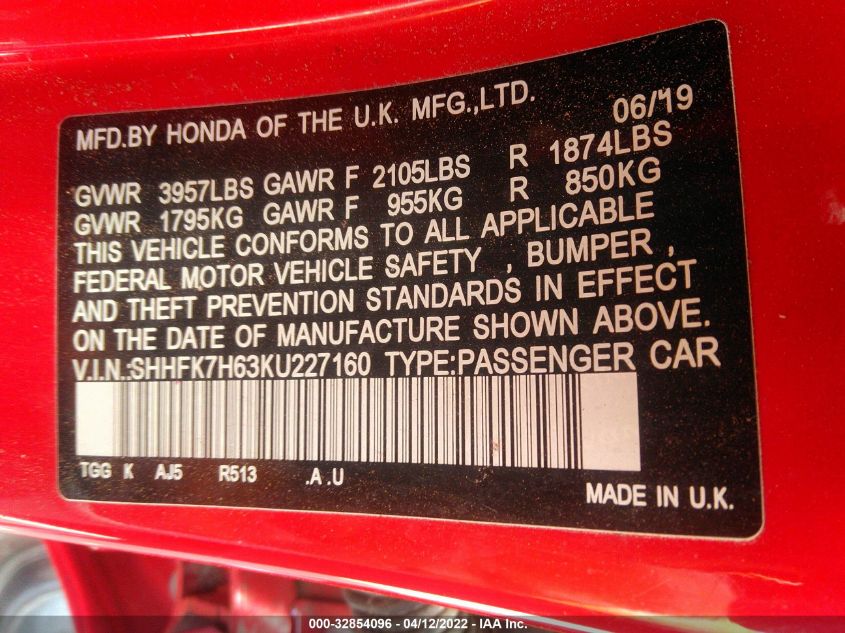 MFD.BY HONDA OF THE U.K. MFG.,LTD. 06/19
GVWR 3957LBS GAWR F 2105LBS R 1874LBS
GVWR 1795KG GAWR F 955KG R 850KG
THIS VEHICLE CONFORMS TO ALL APPLICABLE
FEDERAL MOTOR VEHICLE SAFETY , BUMPER ,
AND THEFT PREVENTION STANDARDS IN EFFECT
ON THE DATE OF MANUFACTURE SHOWN ABOVE.
V.I.N.:SHHFK7H63KU227160 TYPE:PASSENGER CAR
TGG K AJ5 R513 .A .U
MADE IN U.K.
000-32854096 - 04/12/2022 - IAA Inc.